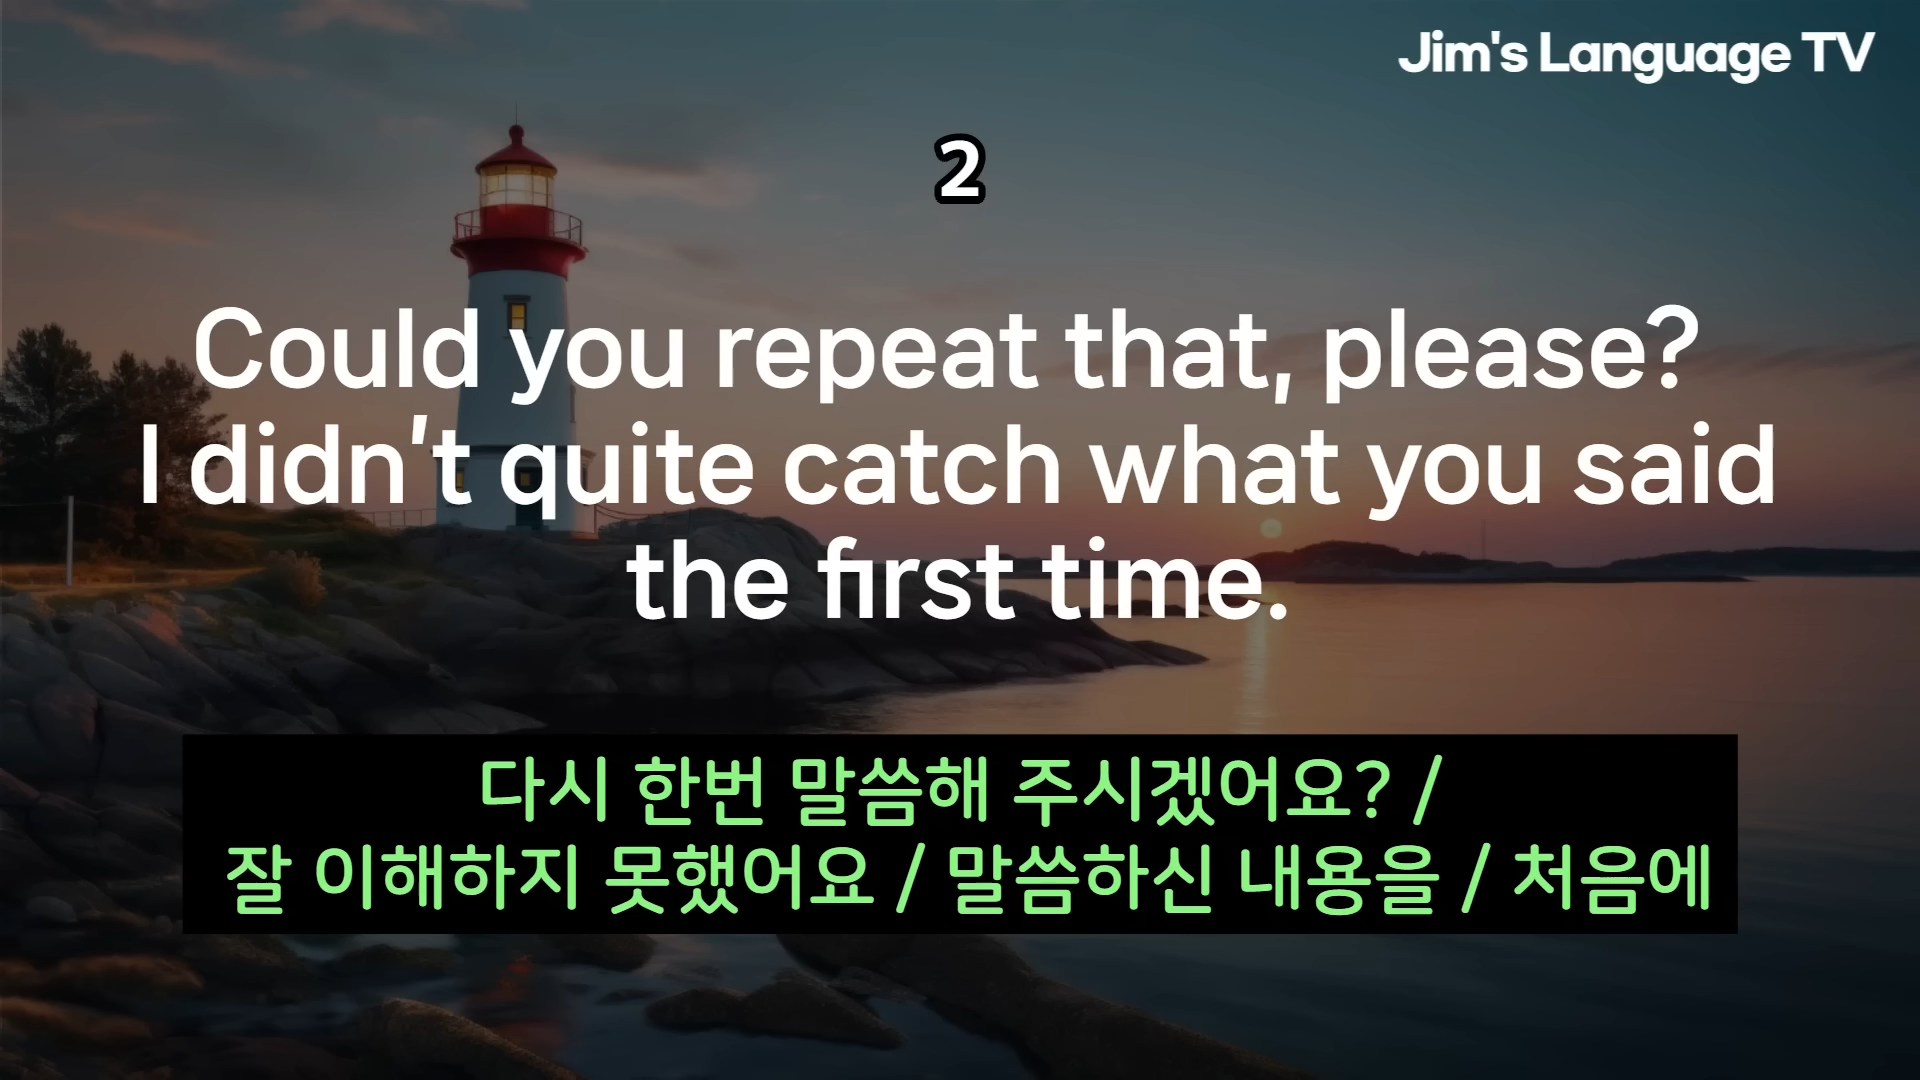 Jim's Language TV
2
Could you repeat that, please?
I didn't quite catch what you said
the first time.
다시 한번 말씀해 주시겠어요? /
잘 이해하지 못했어요 / 말씀하신 내용을 / 처음에